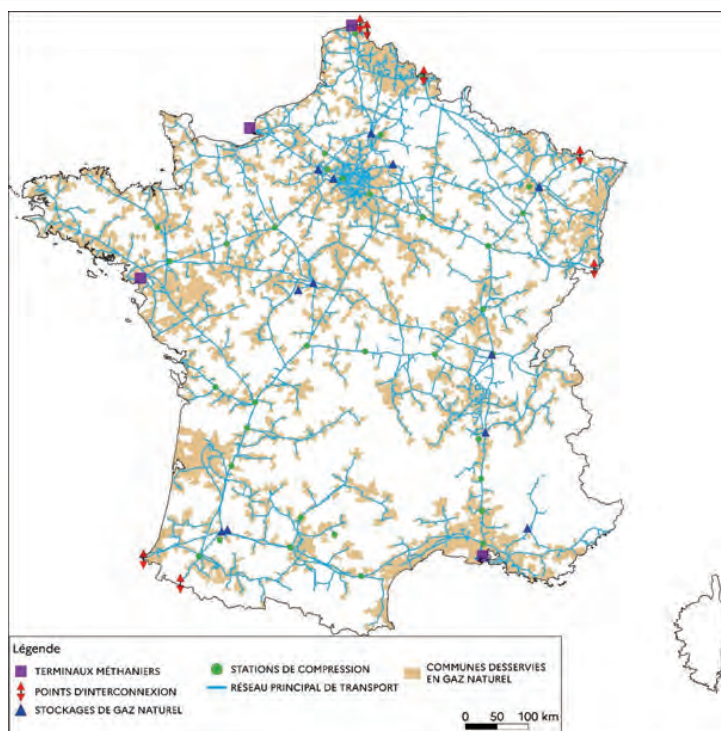 Légende
TERMINAUX MÉTHANIERS
POINTS D'INTERCONNEXION
STOCKAGES DE GAZ NATUREL
STATIONS DE COMPRESSION
RÉSEAU PRINCIPAL DE TRANSPORT
COMMUNES DESSERVIES
EN GAZ NATUREL
0 50 100 km